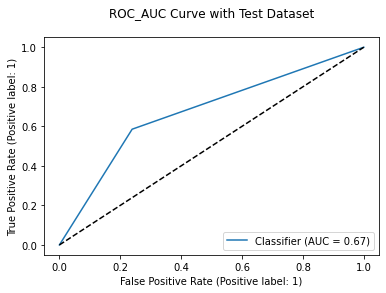 ROC_AUC Curve with Test Dataset
True Positive Rate (Positive label: 1)
1.0
0.8
0.6
0.4
0.2
0.0
Classifier (AUC = 0.67)
0.0 0.2 0.4 0.6 0.8 1.0
False Positive Rate (Positive label: 1)